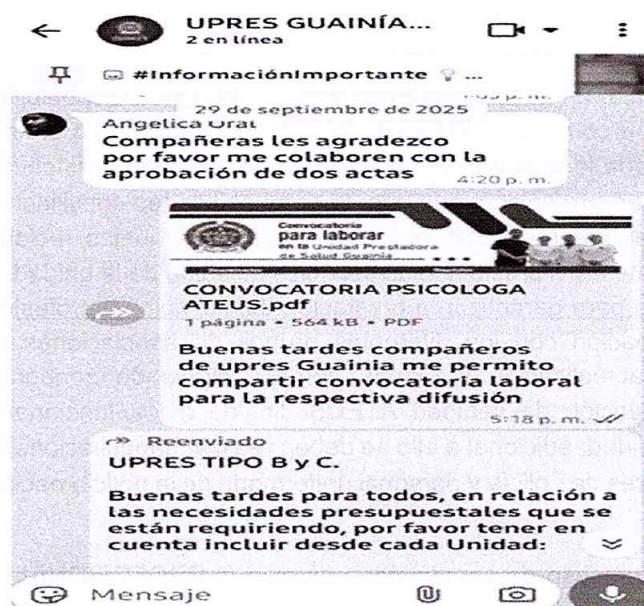 UPRES GUAINÍA...
2 en línea
#InformaciónImportante 💡 ...
29 de septiembre de 2025
Angelica Oral
Compañeras les agradezco
por favor me colaboren con la
aprobación de dos actas
4:20 p. m.
Convocatoria
para laborar
en la Unidad Prestadora
de Salud Guainía
CONVOCATORIA PSICOLOGA
ATEUS.pdf
1 página • 564 kB • PDF
Buenas tardes compañeros
de upres Guainia me permito
compartir convocatoria laboral
para la respectiva difusión
5:18 p. m.
Reenviado
UPRES TIPO B y C.
Buenas tardes para todos, en relación a
las necesidades presupuestales que se
están requiriendo, por favor tener en
cuenta incluir desde cada Unidad:
Mensaje